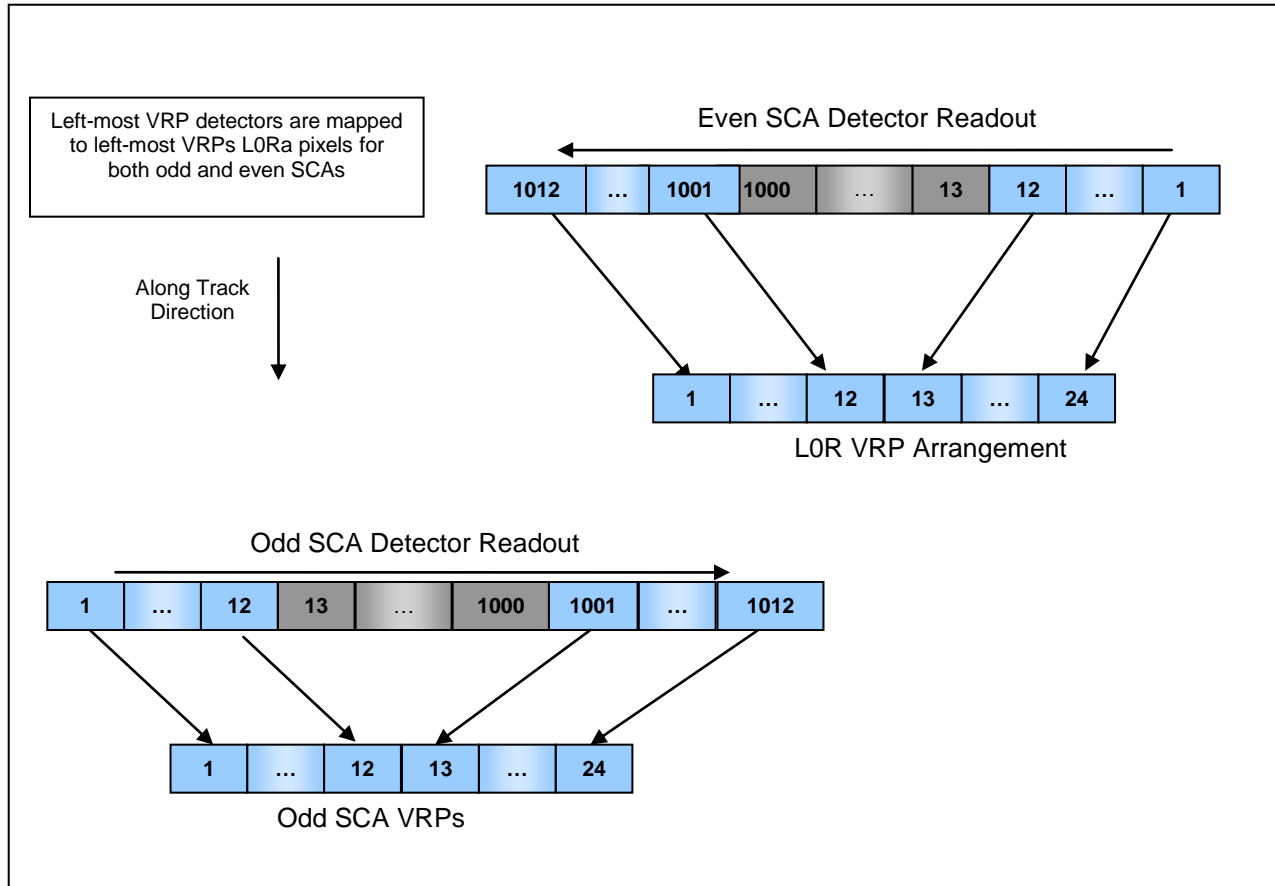 Left-most VRP detectors are mapped
to left-most VRPs L0Ra pixels for
both odd and even SCAs
Along Track
Direction
Even SCA Detector Readout
1012 ... 1001 1000 ... 13 12 ... 1
1 ... 12 13 ... 24
L0R VRP Arrangement
Odd SCA Detector Readout
1 ... 12 13 ... 1000 1001 ... 1012
1 ... 12 13 ... 24
Odd SCA VRPs